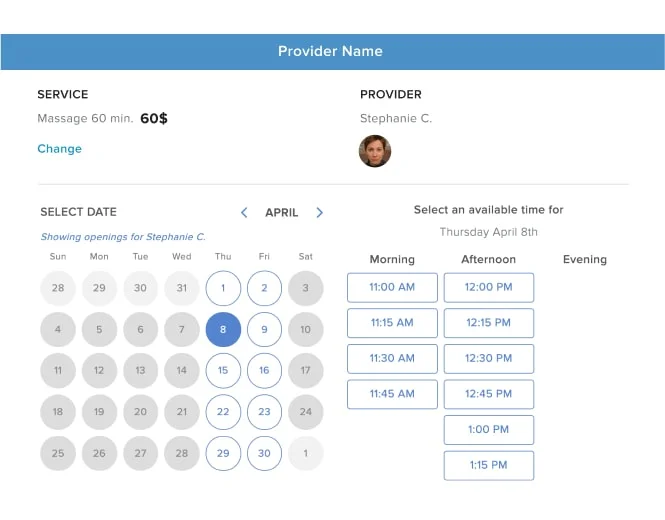 Provider Name
SERVICE
Massage 60 min. 60$
Change
PROVIDER
Stephanie C.
SELECT DATE
APRIL
Showing openings for Stephanie C.
Sun Mon Tue Wed Thu Fri Sat
28 29 30 31 1 2 3
4 5 6 7 8 9 10
11 12 13 14 15 16 17
18 19 20 21 22 23 24
25 26 27 28 29 30 1
Select an available time for
Thursday April 8th
Morning Afternoon Evening
11:00 AM 12:00 PM
11:15 AM 12:15 PM
11:30 AM 12:30 PM
11:45 AM 12:45 PM
1:00 PM
1:15 PM